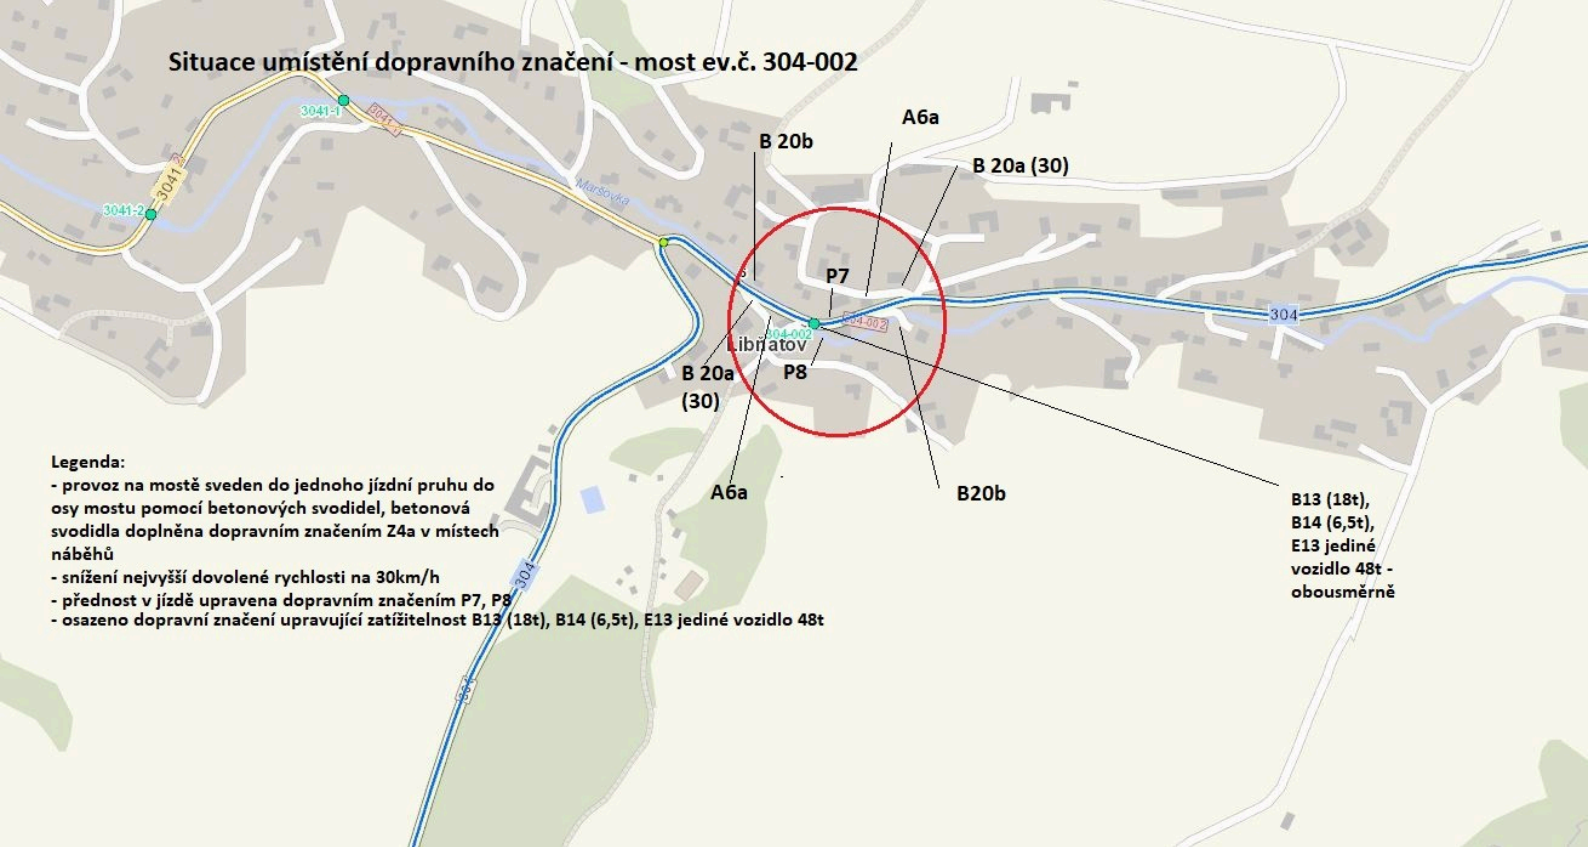 Situace umístění dopravního značení - most ev.č. 304-002
3041-1
3041-1
A6a
B 20b
B 20a (30)
3041
3041-2
Maršovka
P7
304-002
304
304-002
Libňatov
B 20a
(30)
P8
A6a
B20b
B13 (18t),
B14 (6,5t),
E13 jediné
vozidlo 48t -
obousměrně
Legenda:
- provoz na mostě sveden do jednoho jízdní pruhu do
osy mostu pomocí betonových svodidel, betonová
svodidla doplněna dopravním značením Z4a v místech
náběhů
- snížení nejvyšší dovolené rychlosti na 30km/h
- přednost v jízdě upravena dopravním značením P7, P8
- osazeno dopravní značení upravující zatížitelnost B13 (18t), B14 (6,5t), E13 jediné vozidlo 48t
304
304